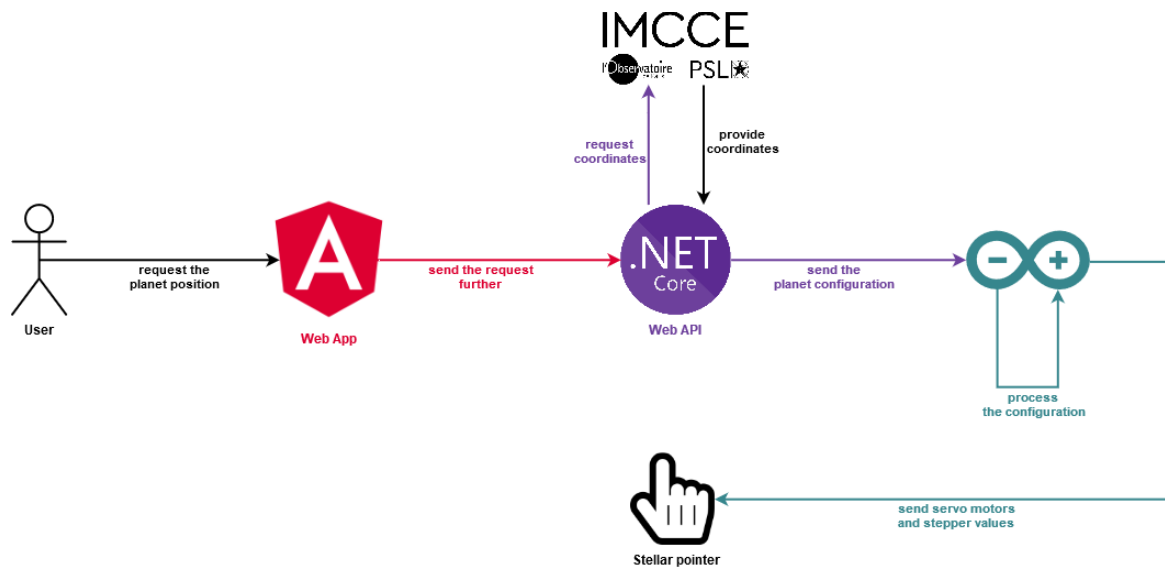 IMCCE
l'Observatoire
PSL
request
coordinates
provide
coordinates
A
.NET
Core
request the
planet position
send the request
further
send the
planet configuration
User
Web App
Web API
process
the configuration
send servo motors
and stepper values
Stellar pointer